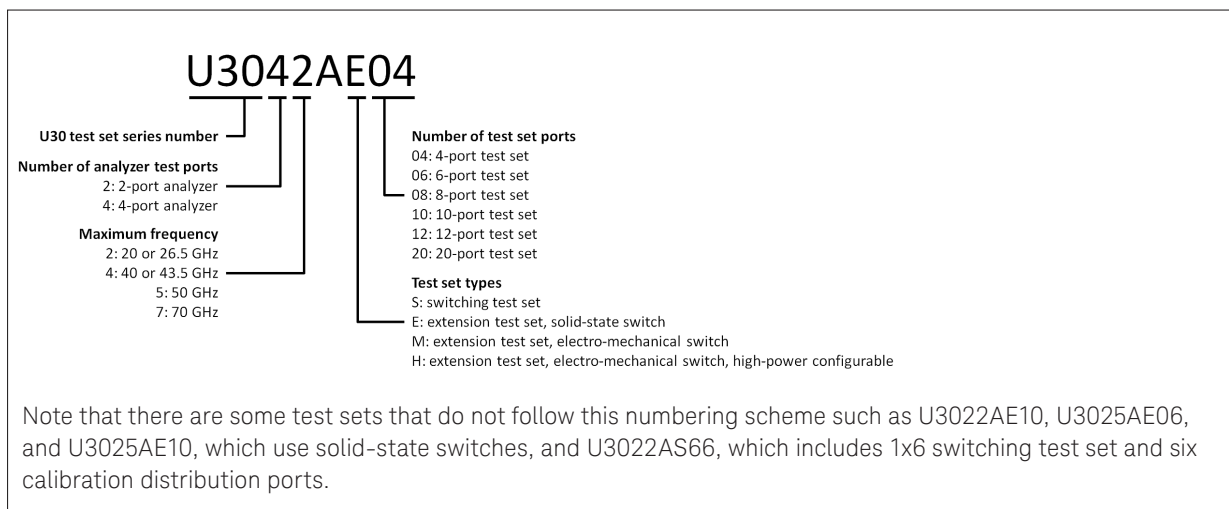 U3042AE04
U30 test set series number
Number of analyzer test ports
2: 2-port analyzer
4: 4-port analyzer
Maximum frequency
2: 20 or 26.5 GHz
4: 40 or 43.5 GHz
5: 50 GHz
7: 70 GHz
Number of test set ports
04: 4-port test set
06: 6-port test set
08: 8-port test set
10: 10-port test set
12: 12-port test set
20: 20-port test set
Test set types
S: switching test set
E: extension test set, solid-state switch
M: extension test set, electro-mechanical switch
H: extension test set, electro-mechanical switch, high-power configurable
Note that there are some test sets that do not follow this numbering scheme such as U3022AE10, U3025AE06,
and U3025AE10, which use solid-state switches, and U3022AS66, which includes 1x6 switching test set and six
calibration distribution ports.